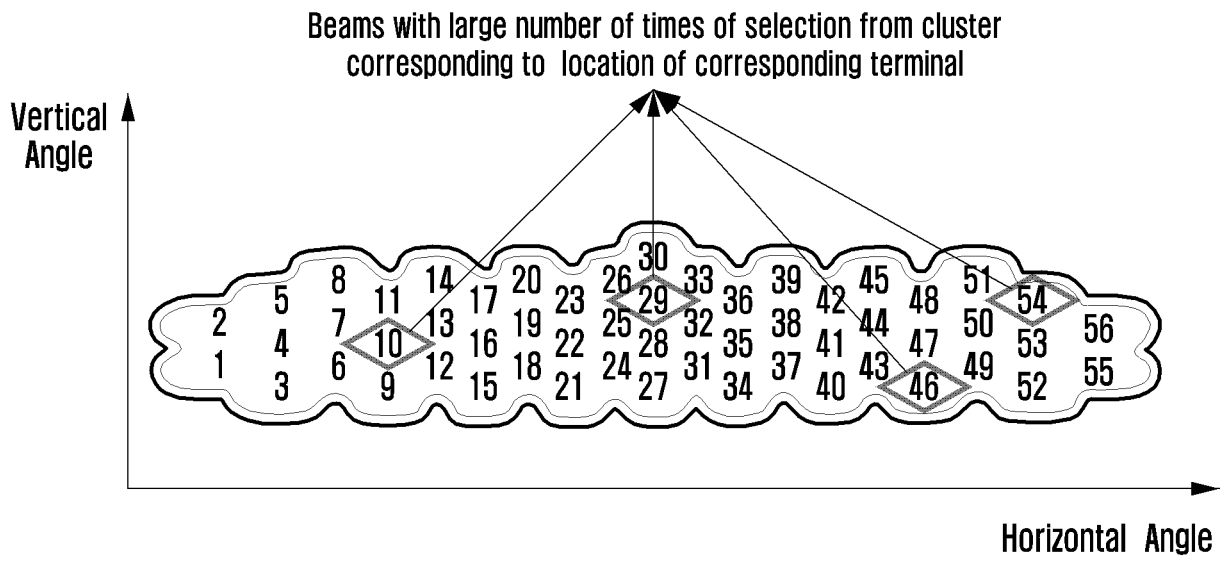 Beams with large number of times of selection from cluster
corresponding to location of corresponding terminal
Vertical
Angle
30
8 14 20 26 33 39 45 51
5 11 17 23 29 36 42 48 54
2 7 13 19 25 32 38 44 50 56
4 10 16 22 28 35 41 47 53
1 6 12 18 24 31 37 43 49 55
3 9 15 21 27 34 40 46 52
Horizontal Angle